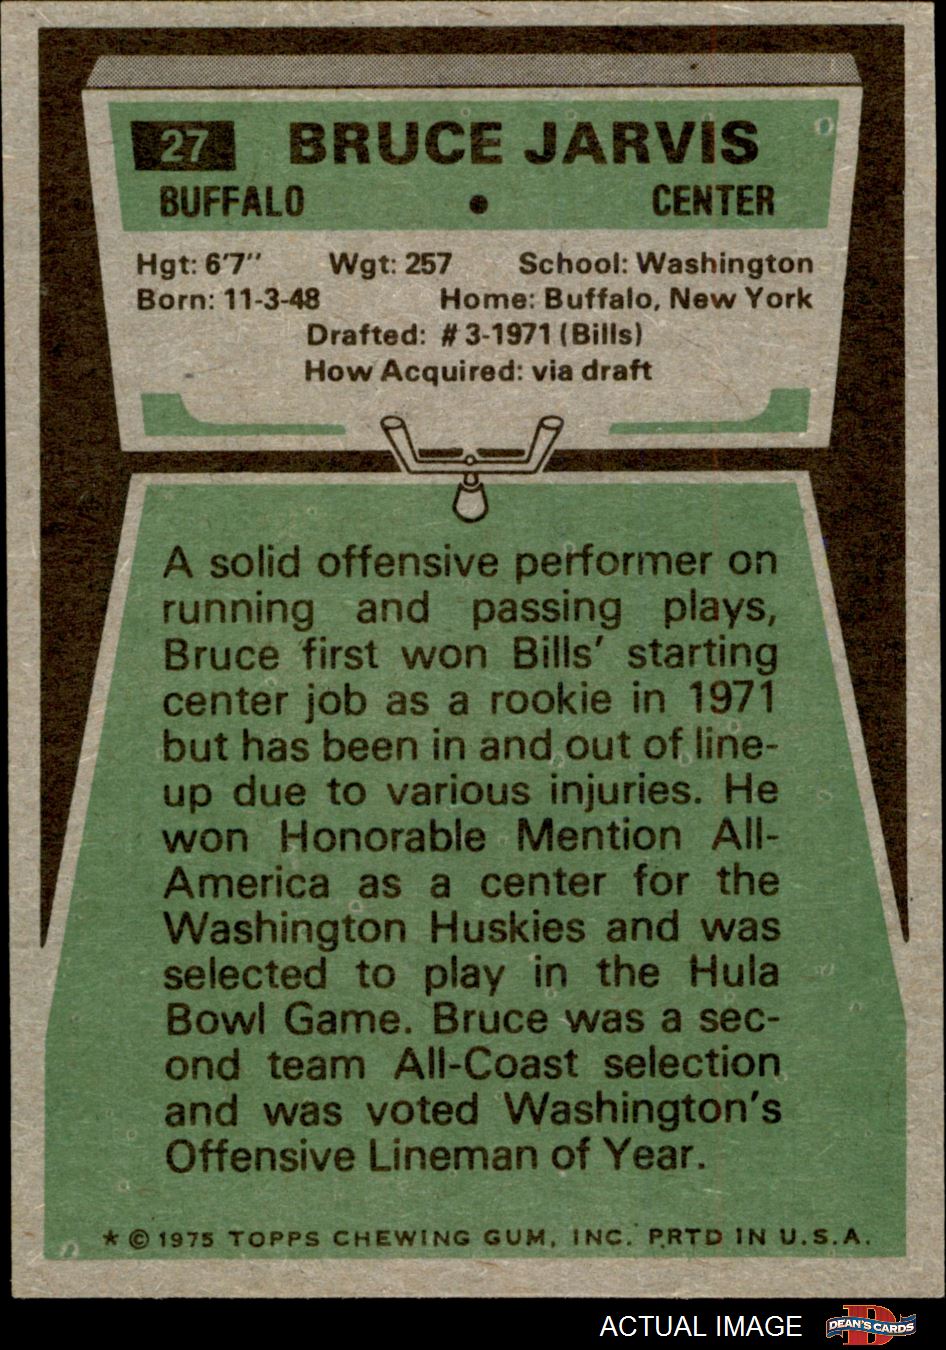 27 BRUCE JARVIS
BUFFALO • CENTER
Hgt: 6'7" Wgt: 257 School: Washington
Born: 11-3-48 Home: Buffalo, New York
Drafted: #3-1971 (Bills)
How Acquired: via draft
A solid offensive performer on
running and passing plays,
Bruce first won Bills' starting
center job as a rookie in 1971
but has been in and out of line-
up due to various injuries. He
won Honorable Mention All-
America as a center for the
Washington Huskies and was
selected to play in the Hula
Bowl Game. Bruce was a sec-
ond team All-Coast selection
and was voted Washington's
Offensive Lineman of Year.
* © 1975 TOPPS CHEWING GUM, INC. PRTD IN U.S.A.
ACTUAL IMAGE D DEAN'S CARDS